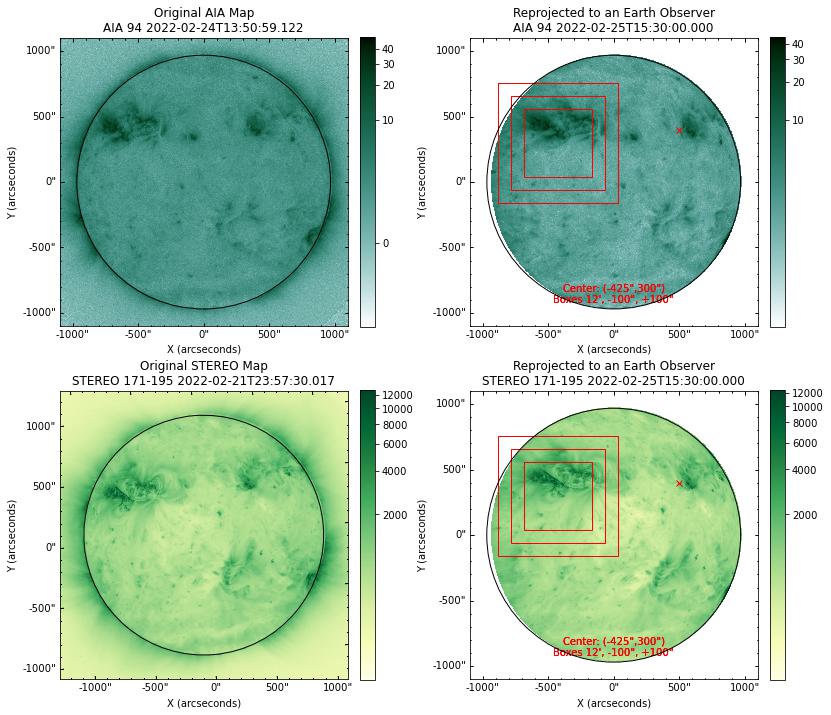 Original AIA Map
AIA 94 2022-02-24T13:50:59.122
1000"
500"
0"
-500"
-1000"
Y (arcseconds)
-1000" -500" 0" 500" 1000"
X (arcseconds)
40
30
20
10
0
Reprojected to an Earth Observer
AIA 94 2022-02-25T15:30:00.000
1000"
500"
0"
-500"
-1000"
Y (arcseconds)
Center: (-425",300")
Boxes 12', -100", +100"
-1000" -500" 0" 500" 1000"
X (arcseconds)
40
30
20
10
Original STEREO Map
STEREO 171-195 2022-02-21T23:57:30.017
1000"
500"
0"
-500"
-1000"
Y (arcseconds)
-1000" -500" 0" 500" 1000"
X (arcseconds)
12000
10000
8000
6000
4000
2000
Reprojected to an Earth Observer
STEREO 171-195 2022-02-25T15:30:00.000
1000"
500"
0"
-500"
-1000"
Y (arcseconds)
Center: (-425",300")
Boxes 12', -100", +100"
-1000" -500" 0" 500" 1000"
X (arcseconds)
12000
10000
8000
6000
4000
2000